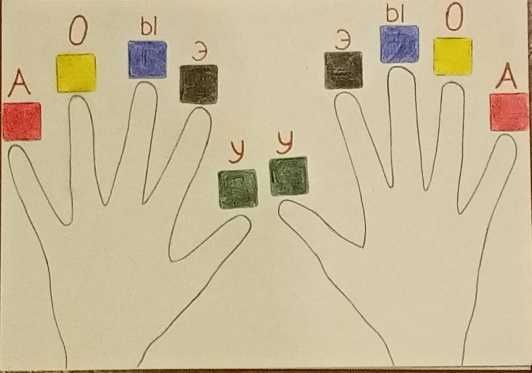 А О Ы Э У У Э Ы О А